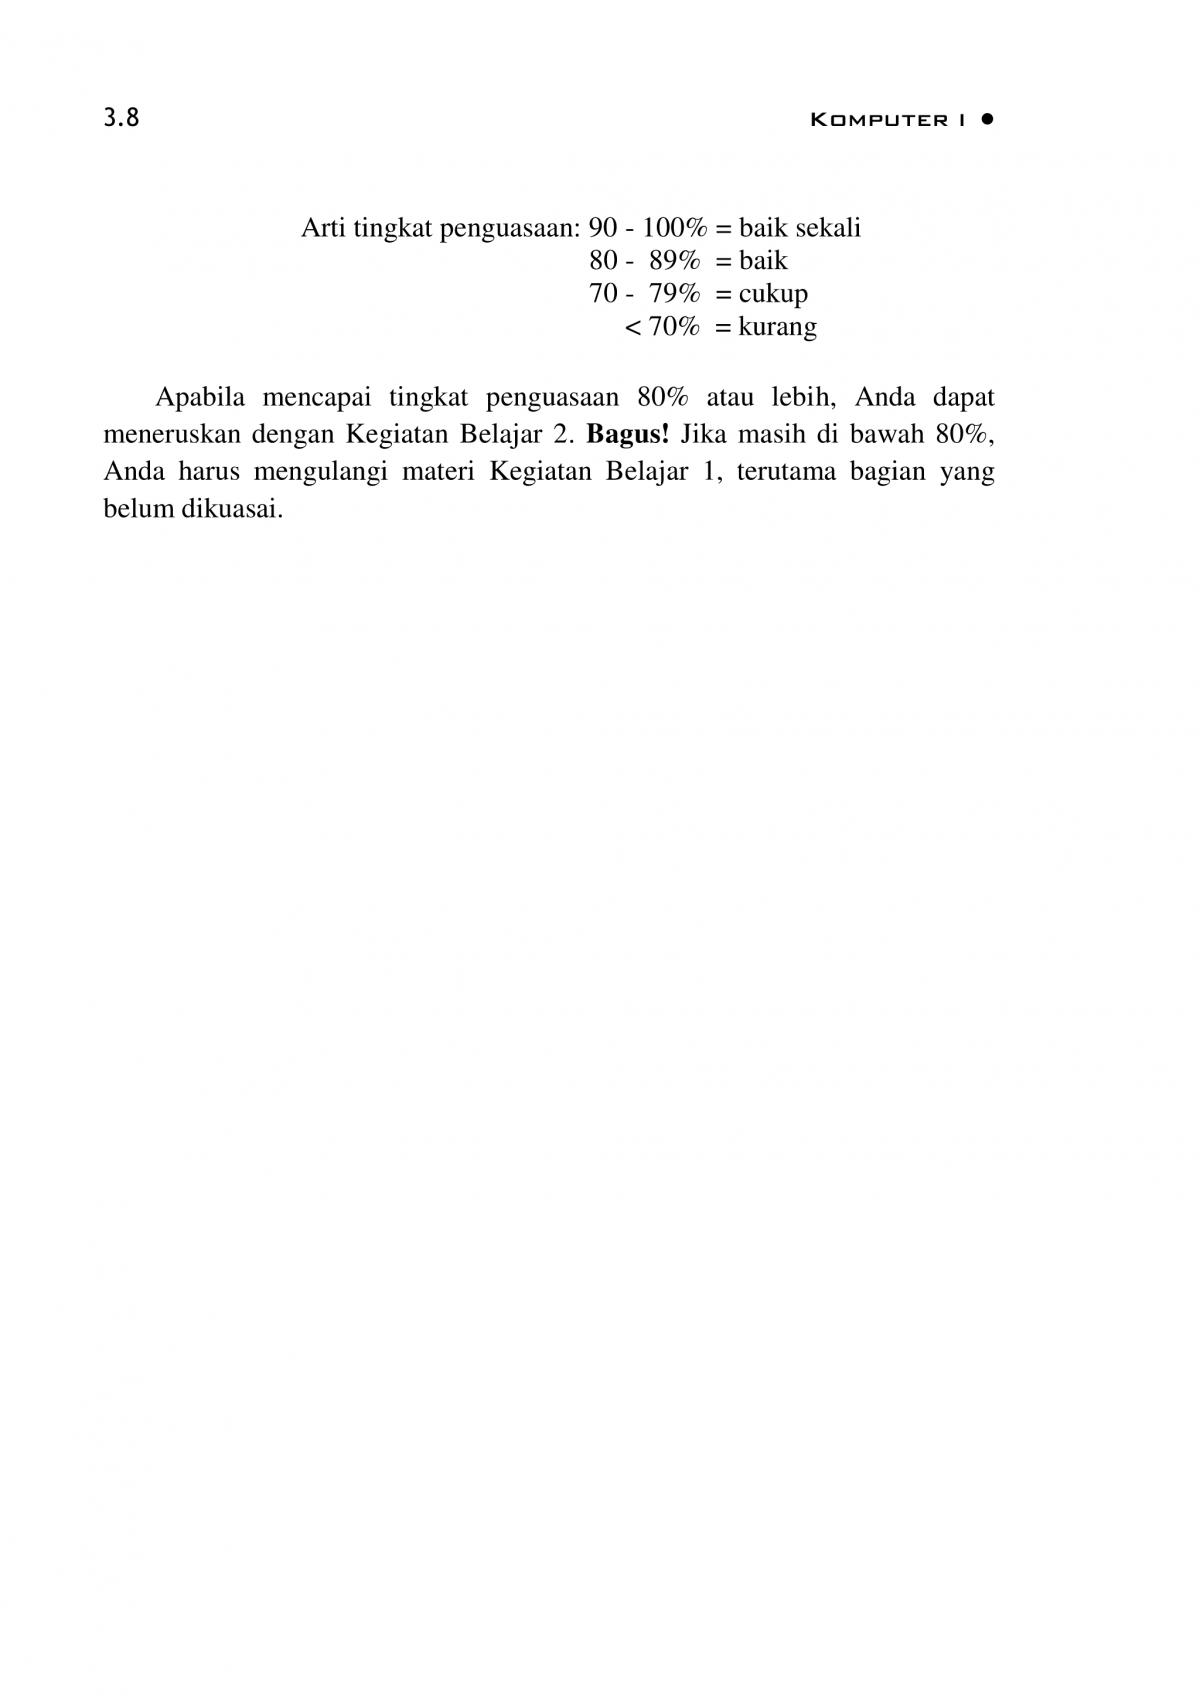 3.8
KOMPUTER I ●
Arti tingkat penguasaan: 90 - 100% = baik sekali
80 - 89% = baik
70 - 79% = cukup
< 70% = kurang
Apabila mencapai tingkat penguasaan 80% atau lebih, Anda dapat
meneruskan dengan Kegiatan Belajar 2. Bagus! Jika masih di bawah 80%,
Anda harus mengulangi materi Kegiatan Belajar 1, terutama bagian yang
belum dikuasai.